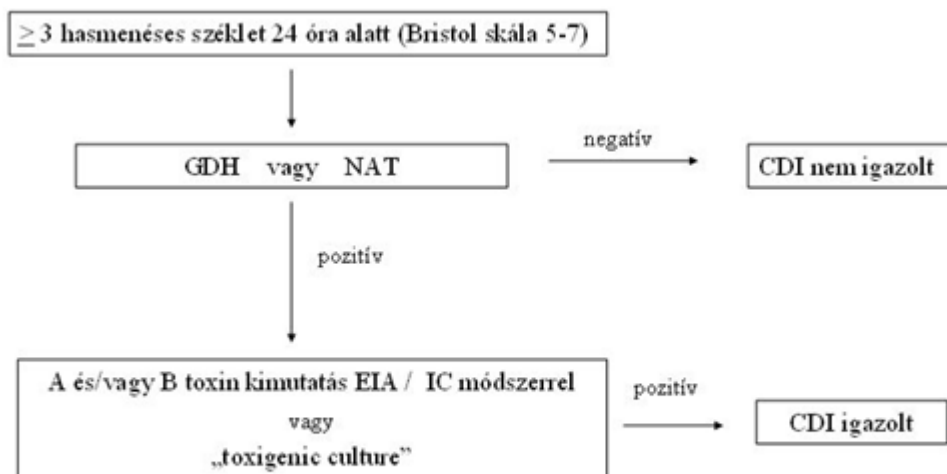 ≥ 3 hasmenéses széklet 24 óra alatt (Bristol skála 5-7)
GDH vagy NAT
negatív
CDI nem igazolt
pozitív
A és/vagy B toxin kimutatás EIA / IC módszerrel
vagy
„toxigenic culture”
pozitív
CDI igazolt